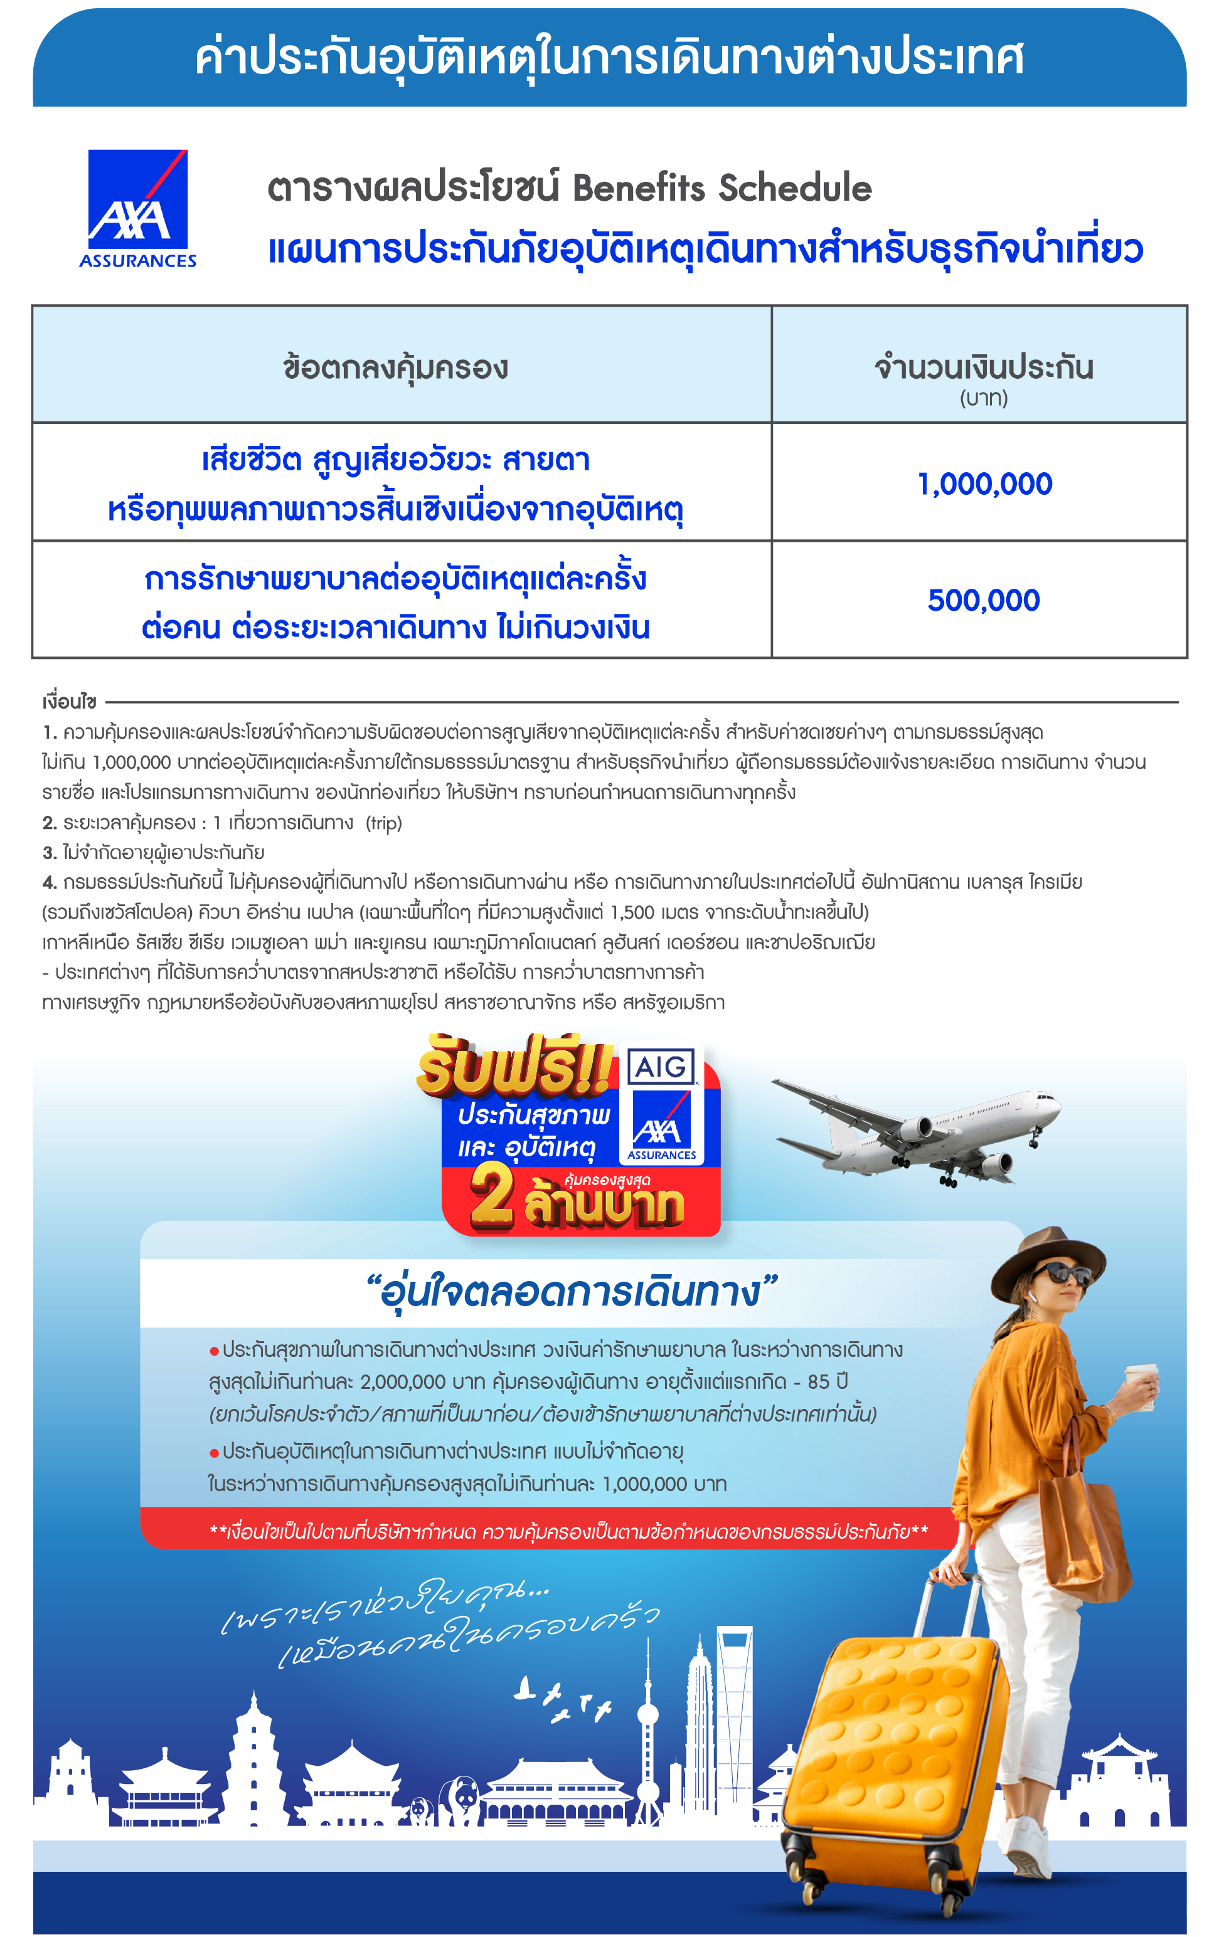 ค่าประกันอุบัติเหตุในการเดินทางต่างประเทศ
AXA
ASSURANCES
ตารางผลประโยชน์ Benefits Schedule
แผนการประกันภัยอุบัติเหตุเดินทางสำหรับธุรกิจนำเที่ยว
ข้อตกลงคุ้มครอง
จำนวนเงินประกัน
(บาท)
เสียชีวิต สูญเสียอวัยวะ สายตา
หรือทุพพลภาพถาวรสิ้นเชิงเนื่องจากอุบัติเหตุ
1,000,000
การรักษาพยาบาลต่ออุบัติเหตุแต่ละครั้ง
ต่อคน ต่อระยะเวลาเดินทาง ไม่เกินวงเงิน
500,000
เงื่อนไข
1. ความคุ้มครองและผลประโยชน์จำกัดความรับผิดชอบต่อการสูญเสียจากอุบัติเหตุแต่ละครั้ง สำหรับค่าชดเชยค่างๆ ตามกรมธรรม์สูงสุด
ไม่เกิน 1,000,000 บาทต่ออุบัติเหตุแต่ละครั้งภายใต้กรมธรรรม์มาตรฐาน สำหรับธุรกิจนำเที่ยว ผู้ถือกรมธรรม์ต้องแจ้งรายละเอียด การเดินทาง จำนวน
รายชื่อ และโปรแกรมการทางเดินทาง ของนักท่องเที่ยว ให้บริษัทฯ ทราบก่อนกำหนดการเดินทางทุกครั้ง
2. ระยะเวลาคุ้มครอง : 1 เที่ยวการเดินทาง (trip)
3. ไม่จำกัดอายุผู้เอาประกันภัย
4. กรมธรรม์ประกันภัยนี้ ไม่คุ้มครองผู้ที่เดินทางไป หรือการเดินทางผ่าน หรือ การเดินทางภายในประเทศต่อไปนี้ อัฟกานิสถาน เบลารุส ไครเมีย
(รวมถึงเซวัสโตปอล) คิวบา อิหร่าน เนปาล (เฉพาะพื้นที่ใดๆ ที่มีความสูงตั้งแต่ 1,500 เมตร จากระดับน้ำทะเลขึ้นไป)
เกาหลีเหนือ รัสเซีย ซีเรีย เวเมซูเอลา พม่า และยูเครน เฉพาะภูมิภาคโดเนตลก์ ลูฮันสก์ เดอร์ซอน และซาปอริฌเฌีย
- ประเทศต่างๆ ที่ได้รับการคว่ำบาตรจากสหประชาชาติ หรือได้รับ การคว่ำบาตรทางการค้า
ทางเศรษฐกิจ กฎหมายหรือข้อบังคับของสหภาพยุโรป สหราชอาณาจักร หรือ สหรัฐอเมริกา
รับฟรี!!
AIG
ประกันสุขภาพ
และ อุบัติเหตุ
AXA
ASSURANCES
คุ้มครองสูงสุด
2 ล้านบาท
“อุ่นใจตลอดการเดินทาง”
• ประกันสุขภาพในการเดินทางต่างประเทศ วงเงินค่ารักษาพยาบาล ในระหว่างการเดินทาง
สูงสุดไม่เกินท่านละ 2,000,000 บาท คุ้มครองผู้เดินทาง อายุตั้งแต่แรกเกิด - 85 ปี
(ยกเว้นโรคประจำตัว/สภาพที่เป็นมาก่อน/ต้องเข้ารักษาพยาบาลที่ต่างประเทศเท่านั้น)
• ประกันอุบัติเหตุในการเดินทางต่างประเทศ แบบไม่จำกัดอายุ
ในระหว่างการเดินทางคุ้มครองสูงสุดไม่เกินท่านละ 1,000,000 บาท
**เงื่อนไขเป็นไปตามที่บริษัทฯกำหนด ความคุ้มครองเป็นตามข้อกำหนดของกรมธรรม์ประกันภัย**
เพราะเราห่วงใยคุณ...
เหมือนคนในครอบครัว